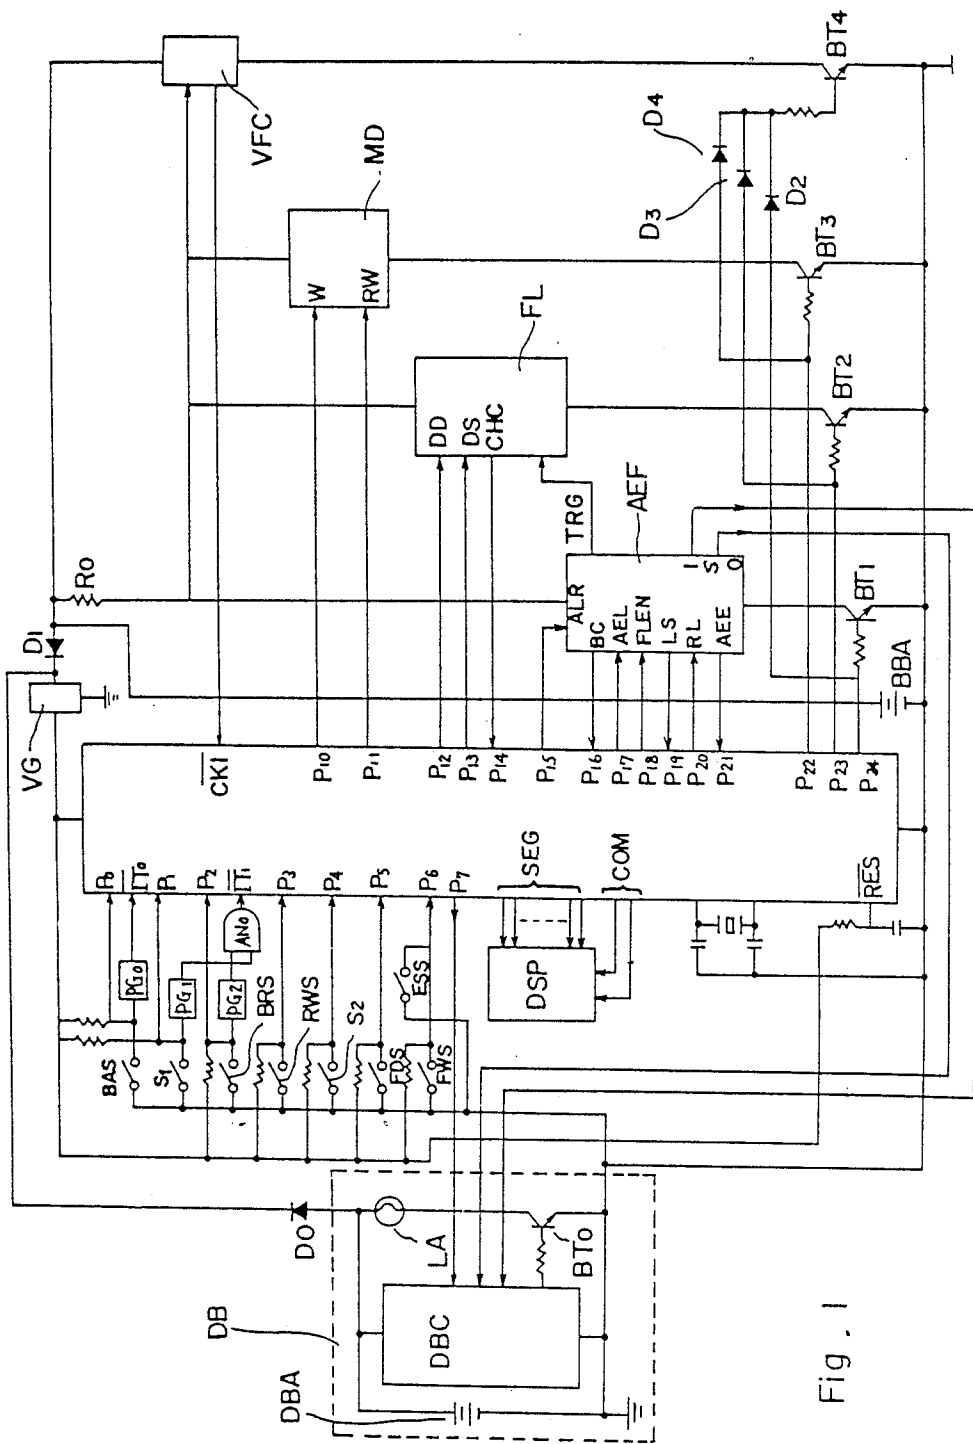 VFC
MD
W
RW
FL
DD
DS
CHC
TRG
AEF
ALR
BC
AEL
FLEN
LS
RL
AEE
I
S
O
R0
D1
VG
BBA
BT1
BT2
BT3
BT4
D2
D3
D4
CKI
P10
P11
P12
P13
P14
P15
P16
P17
P18
P19
P20
P21
P22
P23
P24
P0
IT0
P1
P2
IT1
P3
P4
P5
P6
P7
SEG
COM
RES
PG0
PG1
PG2
AN0
BAS
S1
BRS
RWS
S2
FDS
FWS
ESS
DSP
DO
LA
BT0
DB
DBC
DBA
Fig. 1